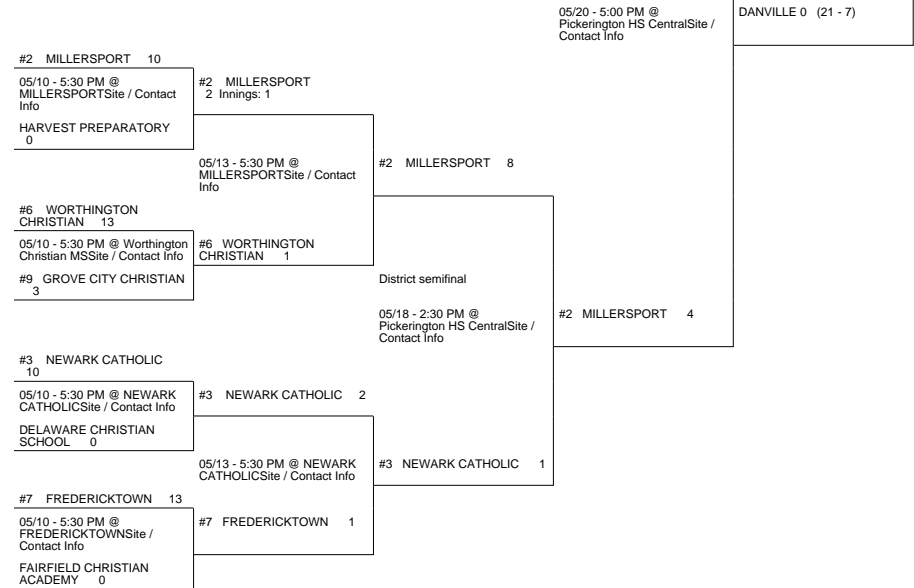 05/20 - 5:00 PM @
Pickerington HS CentralSite /
Contact Info
DANVILLE 0 (21 - 7)
#2 MILLERSPORT 10
05/10 - 5:30 PM @
MILLERSPORTSite / Contact
Info
HARVEST PREPARATORY
0
#2 MILLERSPORT
2 Innings: 1
05/13 - 5:30 PM @
MILLERSPORTSite / Contact
Info
#2 MILLERSPORT 8
#6 WORTHINGTON
CHRISTIAN 13
05/10 - 5:30 PM @ Worthington
Christian MSSite / Contact Info
#9 GROVE CITY CHRISTIAN
3
#6 WORTHINGTON
CHRISTIAN 1
District semifinal
05/18 - 2:30 PM @
Pickerington HS CentralSite /
Contact Info
#2 MILLERSPORT 4
#3 NEWARK CATHOLIC
10
05/10 - 5:30 PM @ NEWARK
CATHOLICSite / Contact Info
DELAWARE CHRISTIAN
SCHOOL 0
#3 NEWARK CATHOLIC 2
05/13 - 5:30 PM @ NEWARK
CATHOLICSite / Contact Info
#3 NEWARK CATHOLIC 1
#7 FREDERICKTOWN 13
05/10 - 5:30 PM @
FREDERICKTOWNSite /
Contact Info
FAIRFIELD CHRISTIAN
ACADEMY 0
#7 FREDERICKTOWN 1